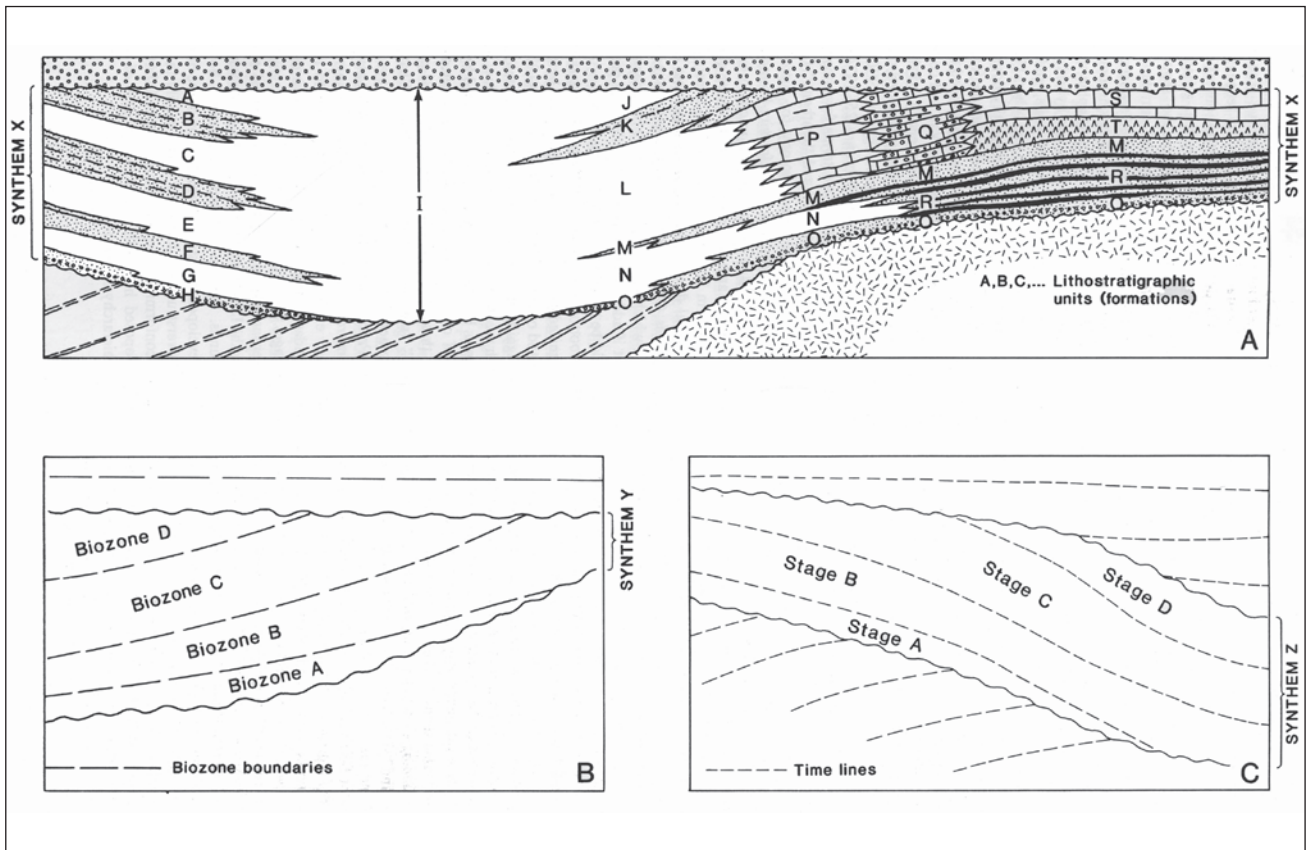 SYNTHEM X
A
B
C
D
E
F
G
H
I
J
K
L
M
N
O
P
M
N
O
Q
M
R
O
S
T
M
R
O
SYNTHEM X
A,B,C,... Lithostratigraphic
units (formations)
A
Biozone D
Biozone C
Biozone B
Biozone A
Biozone boundaries
B
SYNTHEM Y
Stage B
Stage C
Stage D
Stage A
Time lines
C
SYNTHEM Z